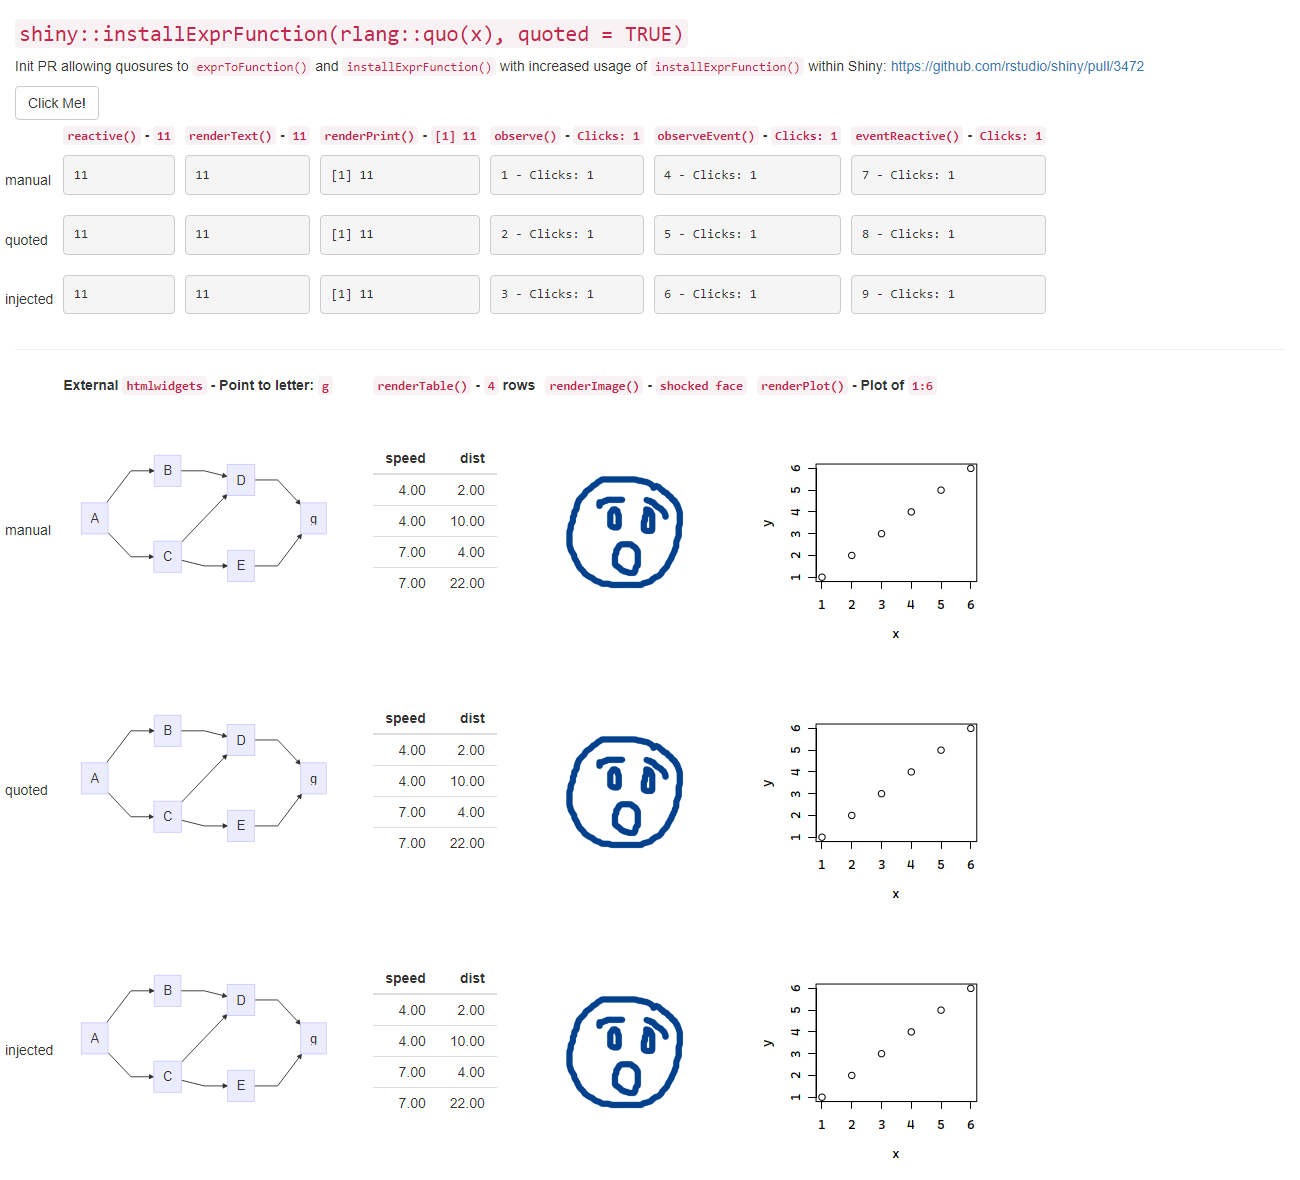 shiny::installExprFunction(rlang::quo(x), quoted = TRUE)
Init PR allowing quosures to exprToFunction() and installExprFunction() with increased usage of installExprFunction() within Shiny: https://github.com/rstudio/shiny/pull/3472
Click Me!
reactive() - 11 renderText() - 11 renderPrint() - [1] 11 observe() - Clicks: 1 observeEvent() - Clicks: 1 eventReactive() - Clicks: 1
manual 11 11 [1] 11 1 - Clicks: 1 4 - Clicks: 1 7 - Clicks: 1
quoted 11 11 [1] 11 2 - Clicks: 1 5 - Clicks: 1 8 - Clicks: 1
injected 11 11 [1] 11 3 - Clicks: 1 6 - Clicks: 1 9 - Clicks: 1
External htmlwidgets - Point to letter: g renderTable() - 4 rows renderImage() - shocked face renderPlot() - Plot of 1:6
manual
A B C D E g
speed dist
4.00 2.00
4.00 10.00
7.00 4.00
7.00 22.00
y
6
5
4
3
2
1
1 2 3 4 5 6
x
quoted
A B C D E g
speed dist
4.00 2.00
4.00 10.00
7.00 4.00
7.00 22.00
y
6
5
4
3
2
1
1 2 3 4 5 6
x
injected
A B C D E g
speed dist
4.00 2.00
4.00 10.00
7.00 4.00
7.00 22.00
y
6
5
4
3
2
1
1 2 3 4 5 6
x